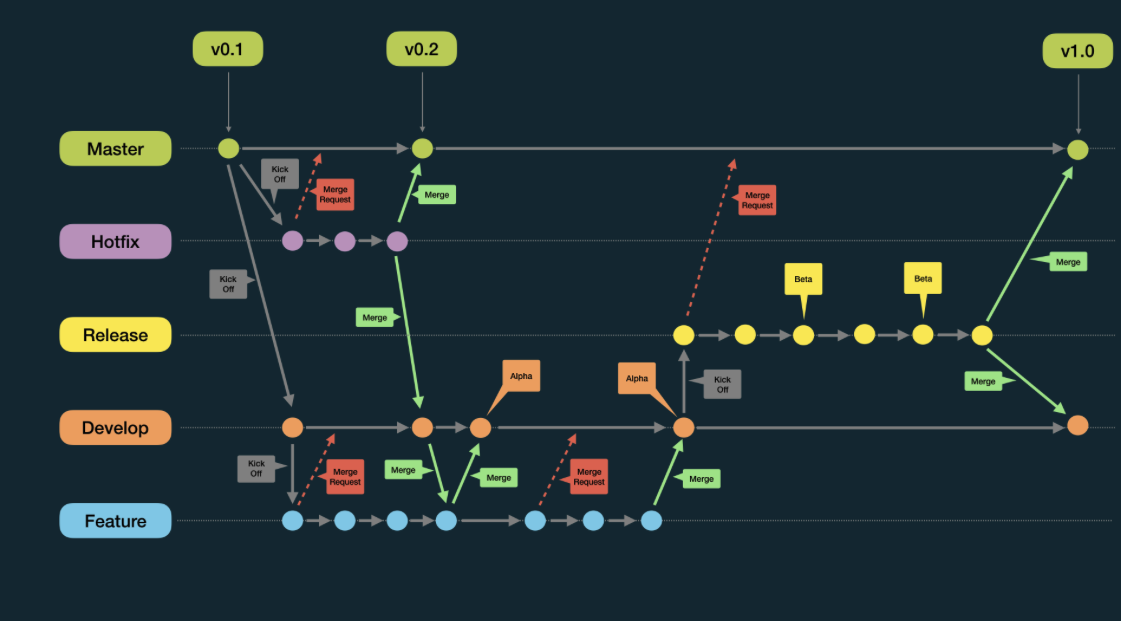 v0.1
v0.2
v1.0
Master
Kick
Off
Merge
Request
Merge
Merge
Request
Hotfix
Kick
Off
Merge
Beta
Beta
Merge
Release
Alpha
Alpha
Kick
Off
Merge
Develop
Kick
Off
Merge
Request
Merge
Merge
Merge
Request
Merge
Feature